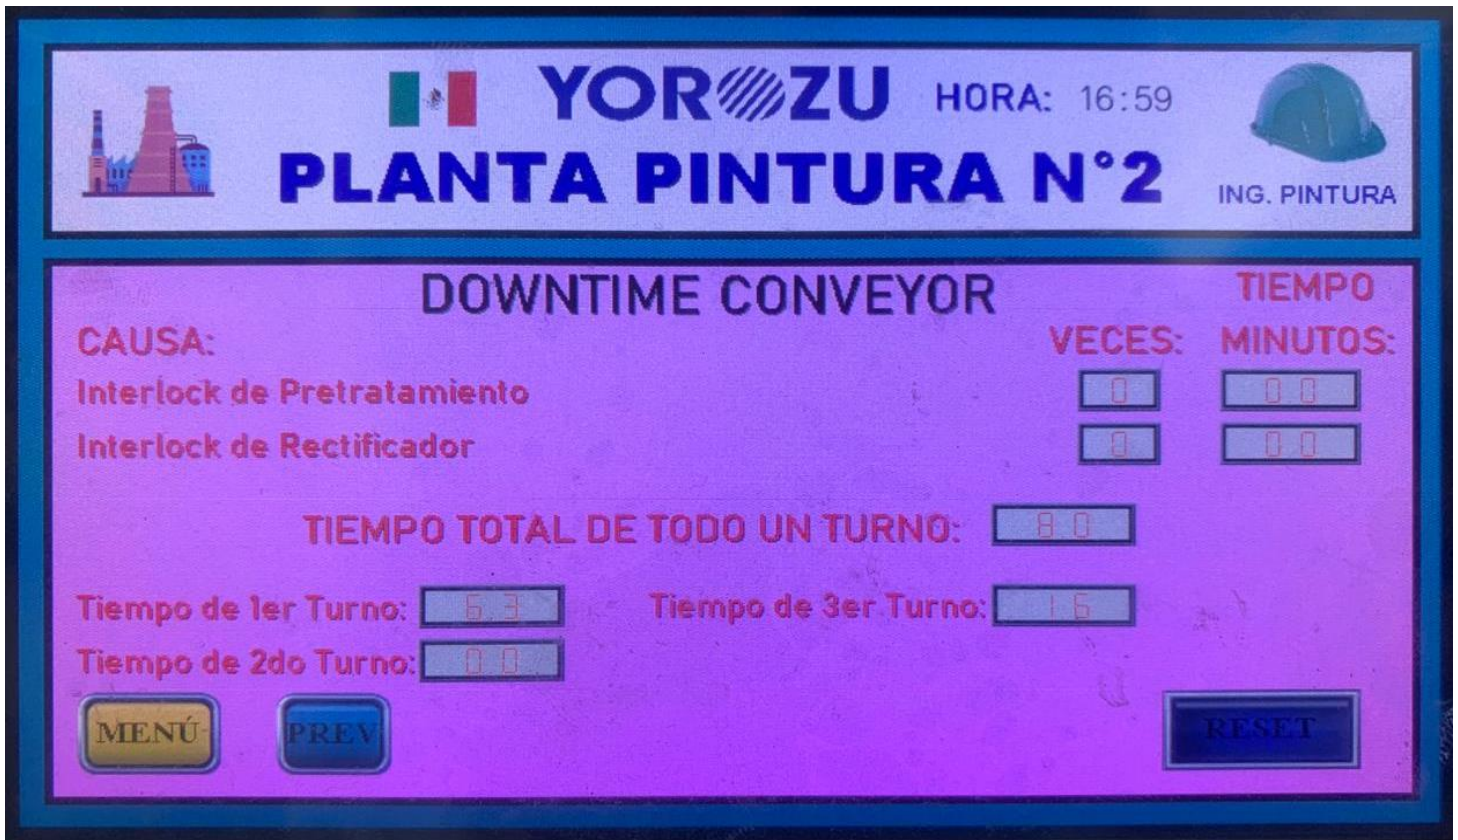 YOROZU HORA: 16:59
PLANTA PINTURA N°2
ING. PINTURA
DOWNTIME CONVEYOR
TIEMPO
CAUSA: VECES: MINUTOS:
Interlock de Pretratamiento 0 0.0
Interlock de Rectificador 0 0.0
TIEMPO TOTAL DE TODO UN TURNO: 8.0
Tiempo de 1er Turno: 6.3 Tiempo de 3er Turno: 1.6
Tiempo de 2do Turno: 0.0
MENÚ PREV RESET